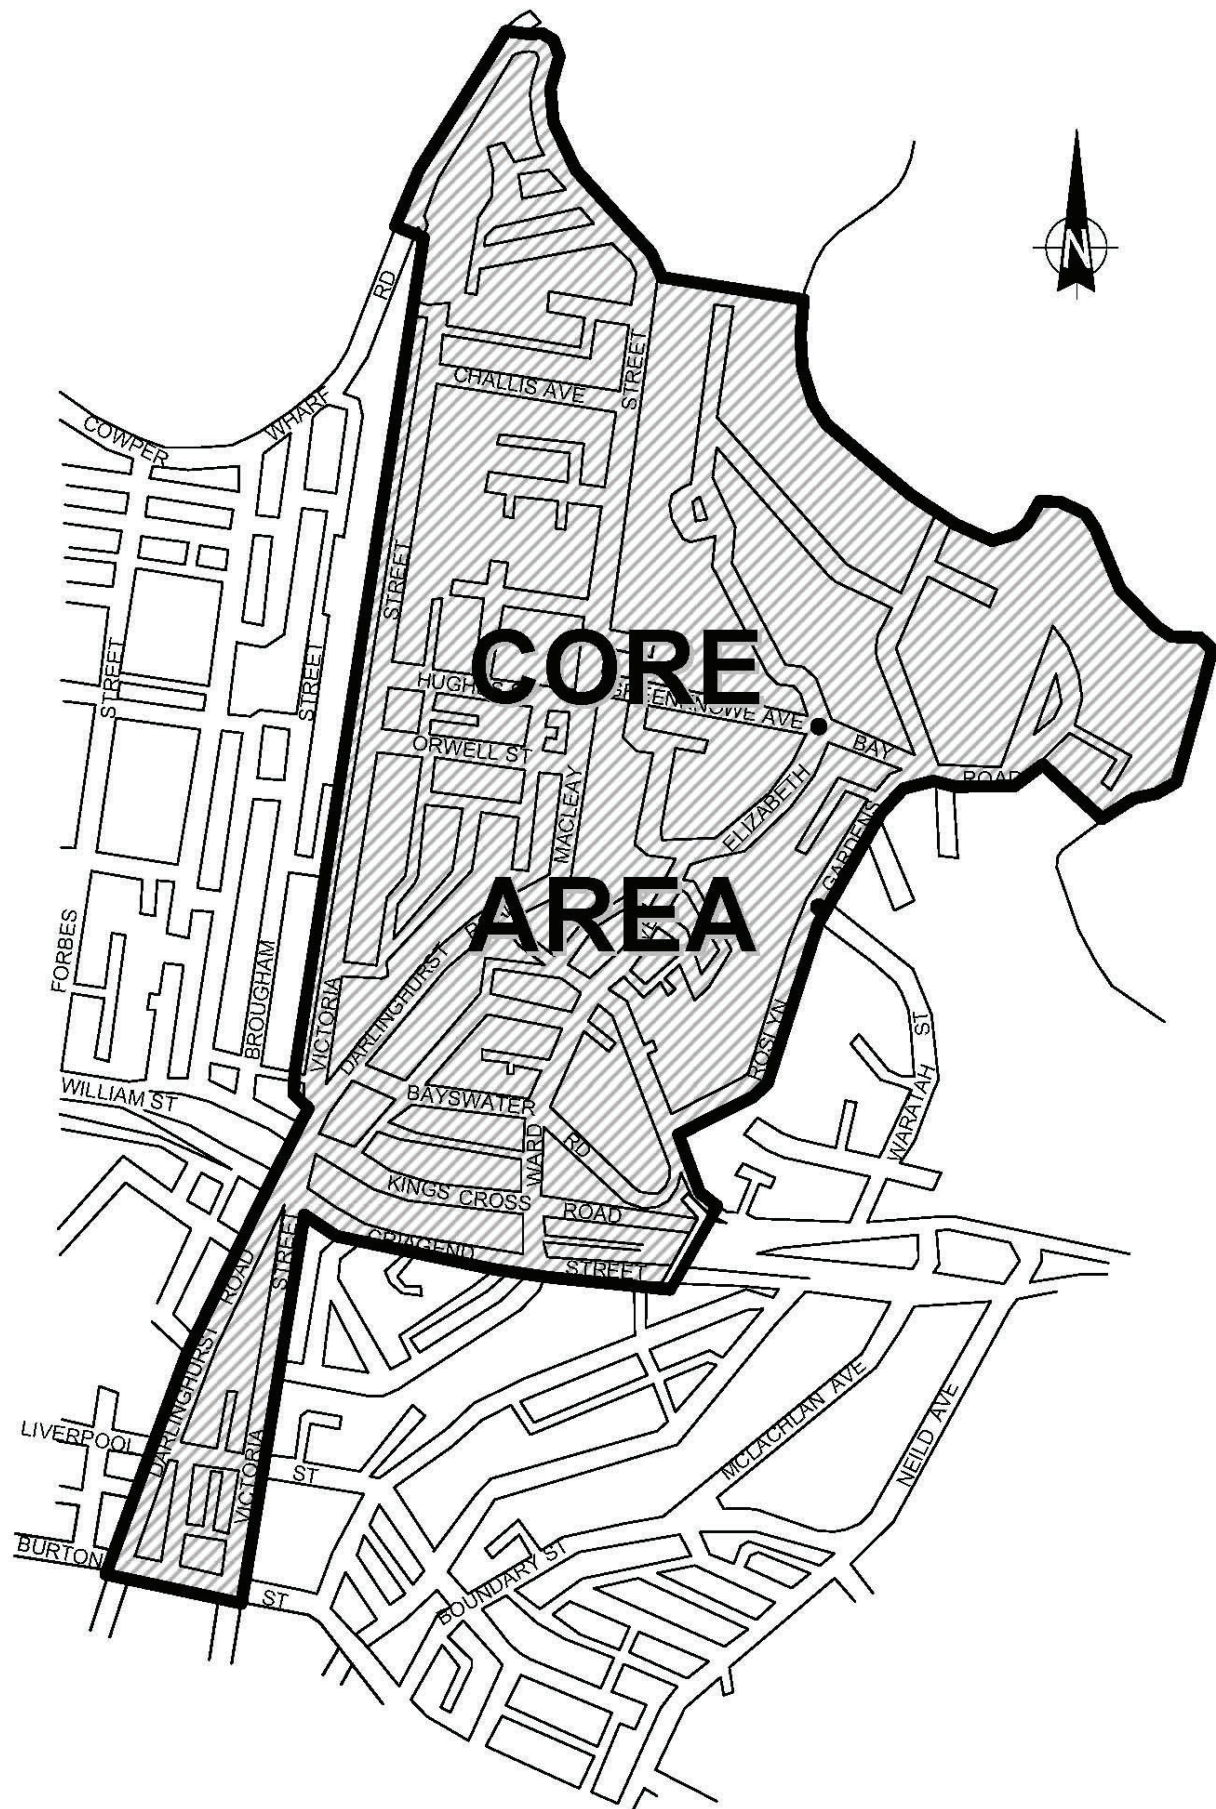 N
RD
STREET
CHALLIS AVE
WHARF
COWPER
STREET
STREET
STREET
HUGHES
GREENKNOWE AVE
CORE
BAY
ROAD
ORWELL ST
MACLEAY
ELIZABETH
GARDENS
AREA
DARLINGHURST
FORBES
BROUGHAM
VICTORIA
ROSLYN
WILLIAM ST
BAYSWATER
RD
WARD
WARATAH ST
KINGS CROSS
ROAD
CRIAGEND
STREET
STREE
DARLINGHURST ROAD
LIVERPOOL
ST
VICTORIA
MCLACHLAN AVE
NEILD AVE
BURTON
ST
BOUNDARY ST